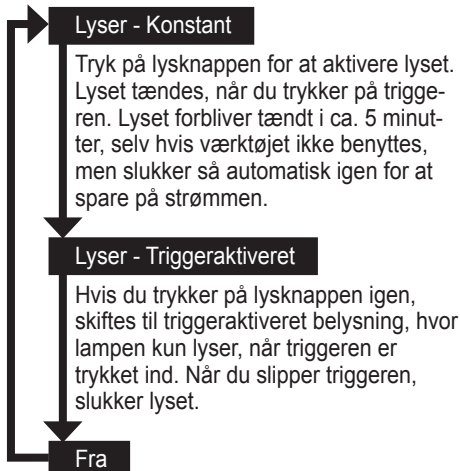 Lyser - Konstant
Tryk på lysknappen for at aktivere lyset.
Lyset tændes, når du trykker på trigge-
ren. Lyset forbliver tændt i ca. 5 minut-
ter, selv hvis værktøjet ikke benyttes,
men slukker så automatisk igen for at
spare på strømmen.
Lyser - Triggeraktiveret
Hvis du trykker på lysknappen igen,
skiftes til triggeraktiveret belysning, hvor
lampen kun lyser, når triggeren er
trykket ind. Når du slipper triggeren,
slukker lyset.
Fra